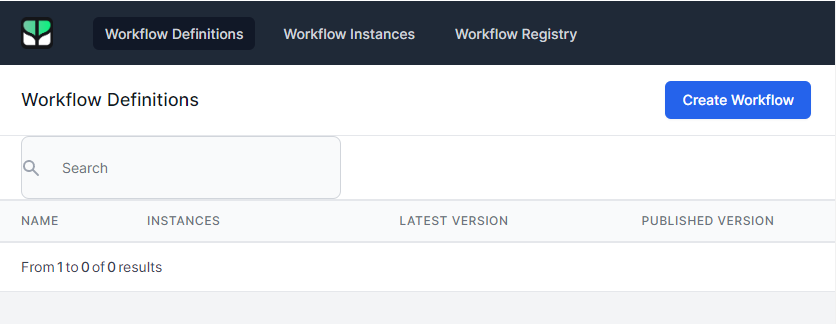 Workflow Definitions Workflow Instances Workflow Registry
Workflow Definitions Create Workflow
Search
NAME INSTANCES LATEST VERSION PUBLISHED VERSION
From 1 to 0 of 0 results